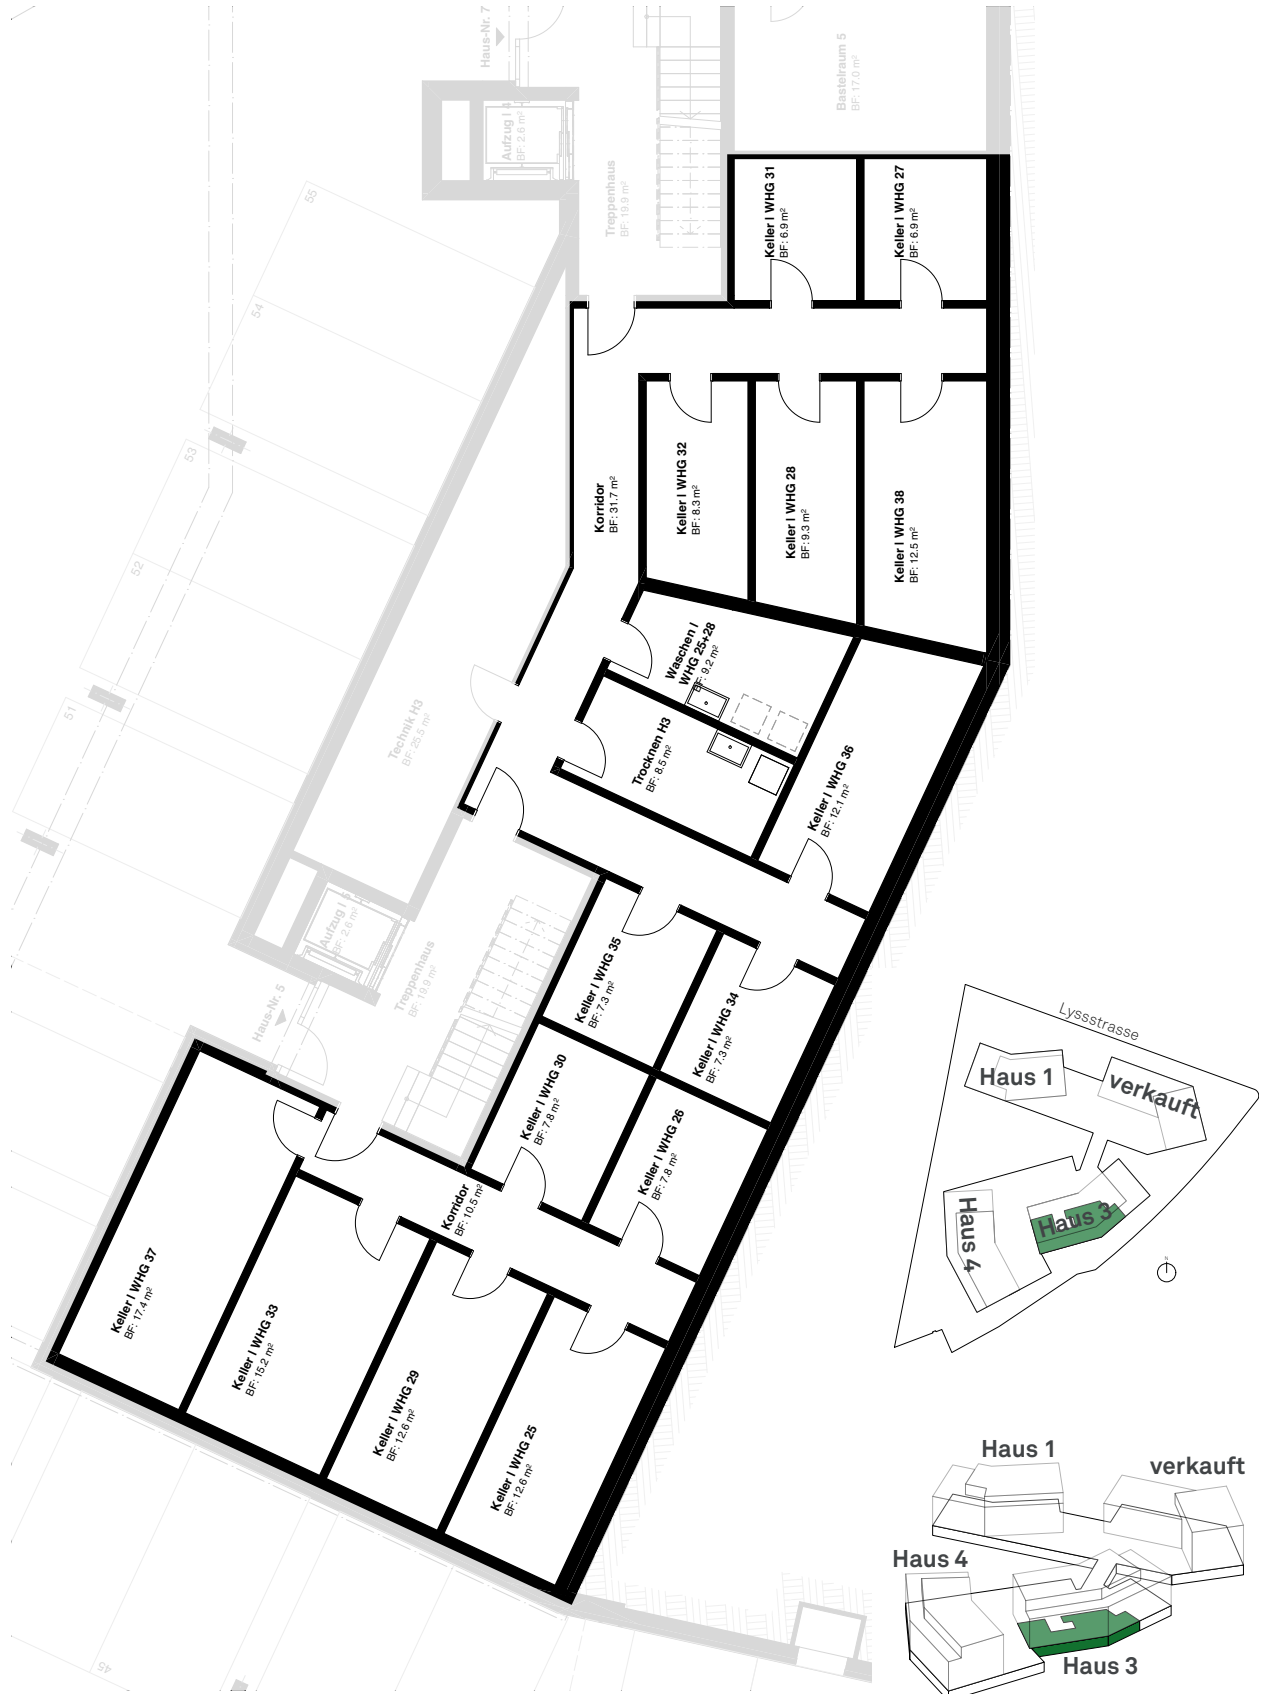 Haus-Nr. 7
Aufzug I 4
BF: 2.6 m²
Treppenhaus
BF: 19.9 m²
Bastelraum 5
BF: 17.0 m²
Keller I WHG 31
BF: 6.9 m²
Keller I WHG 27
BF: 6.9 m²
55
54
53
52
51
Korridor
BF: 31.7 m²
Keller I WHG 32
BF: 8.3 m²
Keller I WHG 28
BF: 9.3 m²
Keller I WHG 38
BF: 12.5 m²
Waschen I
WHG 25+28
BF: 9.2 m²
Technik H3
BF: 25.5 m²
Trocknen H3
BF: 8.5 m²
Keller I WHG 36
BF: 12.1 m²
Aufzug I
BF: 2.6 m²
Treppenhaus
BF: 19.9 m²
Haus-Nr. 5
Keller I WHG 35
BF: 7.3 m²
Keller I WHG 34
BF: 7.3 m²
Keller I WHG 30
BF: 7.8 m²
Keller I WHG 26
BF: 7.8 m²
Korridor
BF: 10.5 m²
Keller I WHG 37
BF: 17.4 m²
Keller I WHG 33
BF: 15.2 m²
Keller I WHG 29
BF: 12.6 m²
Keller I WHG 25
BF: 12.6 m²
45
Lyssstrasse
Haus 1
verkauft
Haus 4
Haus 3
N
Haus 1
verkauft
Haus 4
Haus 3